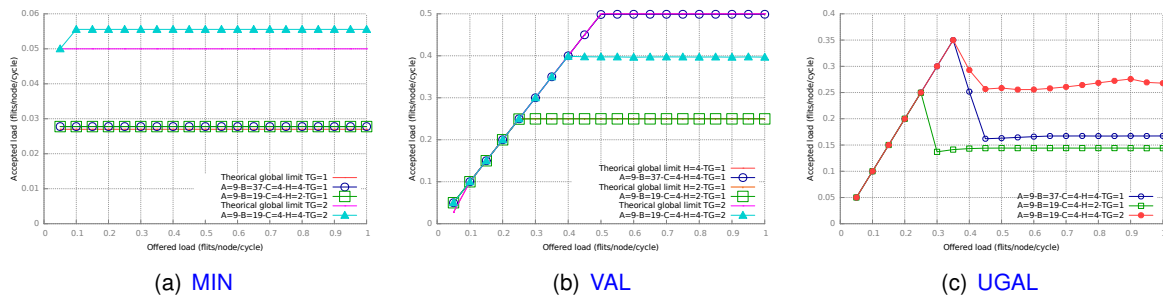 Accepted load (flits/node/cycle)
0.06
0.05
0.04
0.03
0.02
0.01
0
0 0.1 0.2 0.3 0.4 0.5 0.6 0.7 0.8 0.9 1
Offered load (flits/node/cycle)
Theorical global limit TG=1
A=9-B=37-C=4-H=4-TG=1
A=9-B=19-C=4-H=2-TG=1
Theorical global limit TG=2
A=9-B=19-C=4-H=4-TG=2
(a) MIN
Accepted load (flits/node/cycle)
0.5
0.4
0.3
0.2
0.1
0
0 0.1 0.2 0.3 0.4 0.5 0.6 0.7 0.8 0.9 1
Offered load (flits/node/cycle)
Theorical global limit H=4-TG=1
A=9-B=37-C=4-H=4-TG=1
Theorical global limit H=2-TG=1
A=9-B=19-C=4-H=2-TG=1
Theorical global limit H=4-TG=2
A=9-B=19-C=4-H=4-TG=2
(b) VAL
Accepted load (flits/node/cycle)
0.4
0.35
0.3
0.25
0.2
0.15
0.1
0.05
0
0 0.1 0.2 0.3 0.4 0.5 0.6 0.7 0.8 0.9 1
Offered load (flits/node/cycle)
A=9-B=37-C=4-H=4-TG=1
A=9-B=19-C=4-H=2-TG=1
A=9-B=19-C=4-H=4-TG=2
(c) UGAL